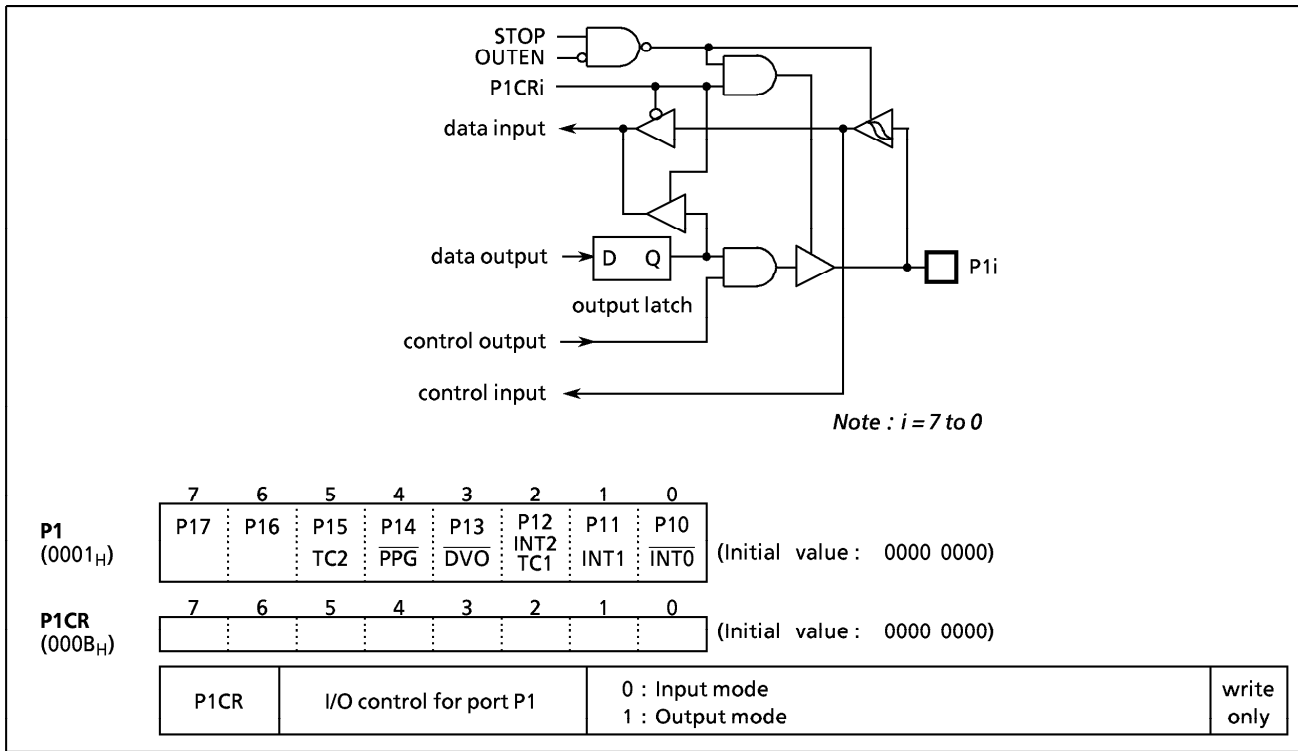 STOP
OUTEN
P1CRi
data input
data output
D Q
P1i
output latch
control output
control input
Note : i = 7 to 0
7 6 5 4 3 2 1 0
P1 (0001H)
P17 P16 P15 P14 P13 P12 P11 P10
TC2 PPG DVO INT2 TC1 INT1 INT0
(Initial value : 0000 0000)
7 6 5 4 3 2 1 0
P1CR (000BH)
(Initial value : 0000 0000)
P1CR I/O control for port P1
0 : Input mode
1 : Output mode
write
only